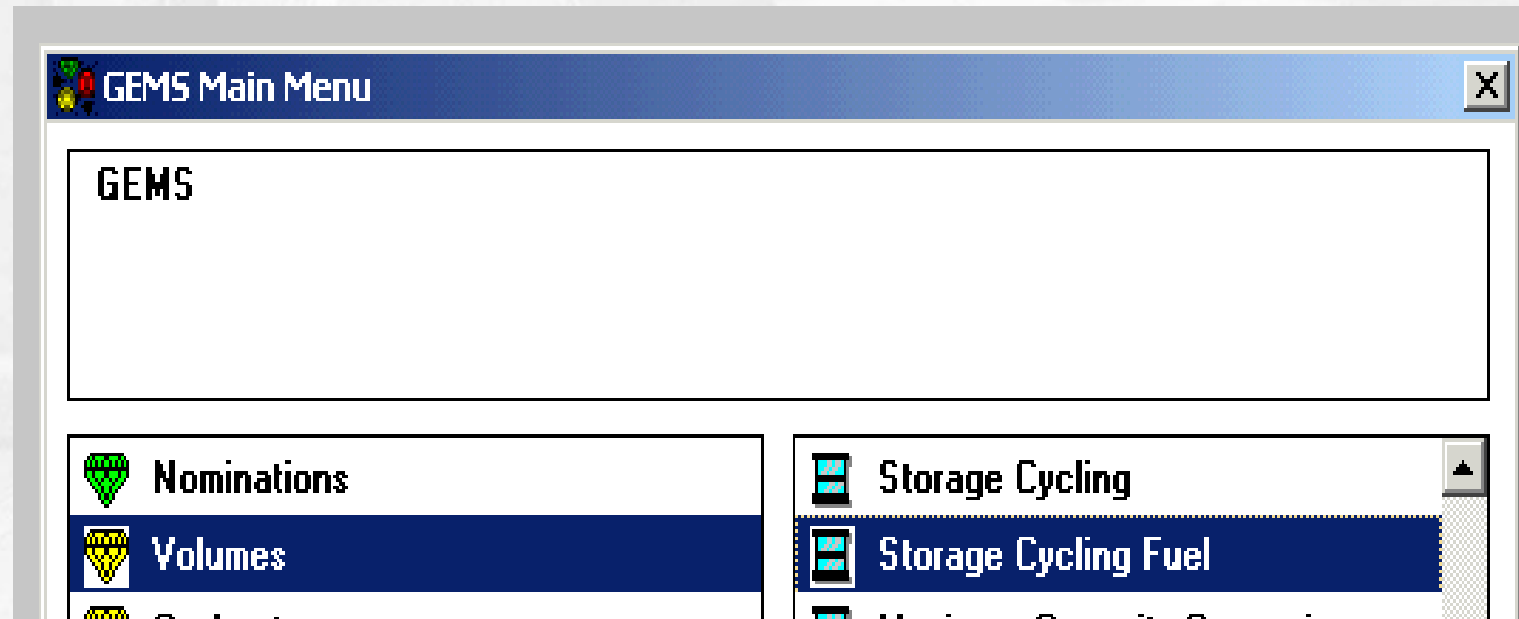 GEMS Main Menu
GEMS
Nominations
Volumes
Storage Cycling
Storage Cycling Fuel